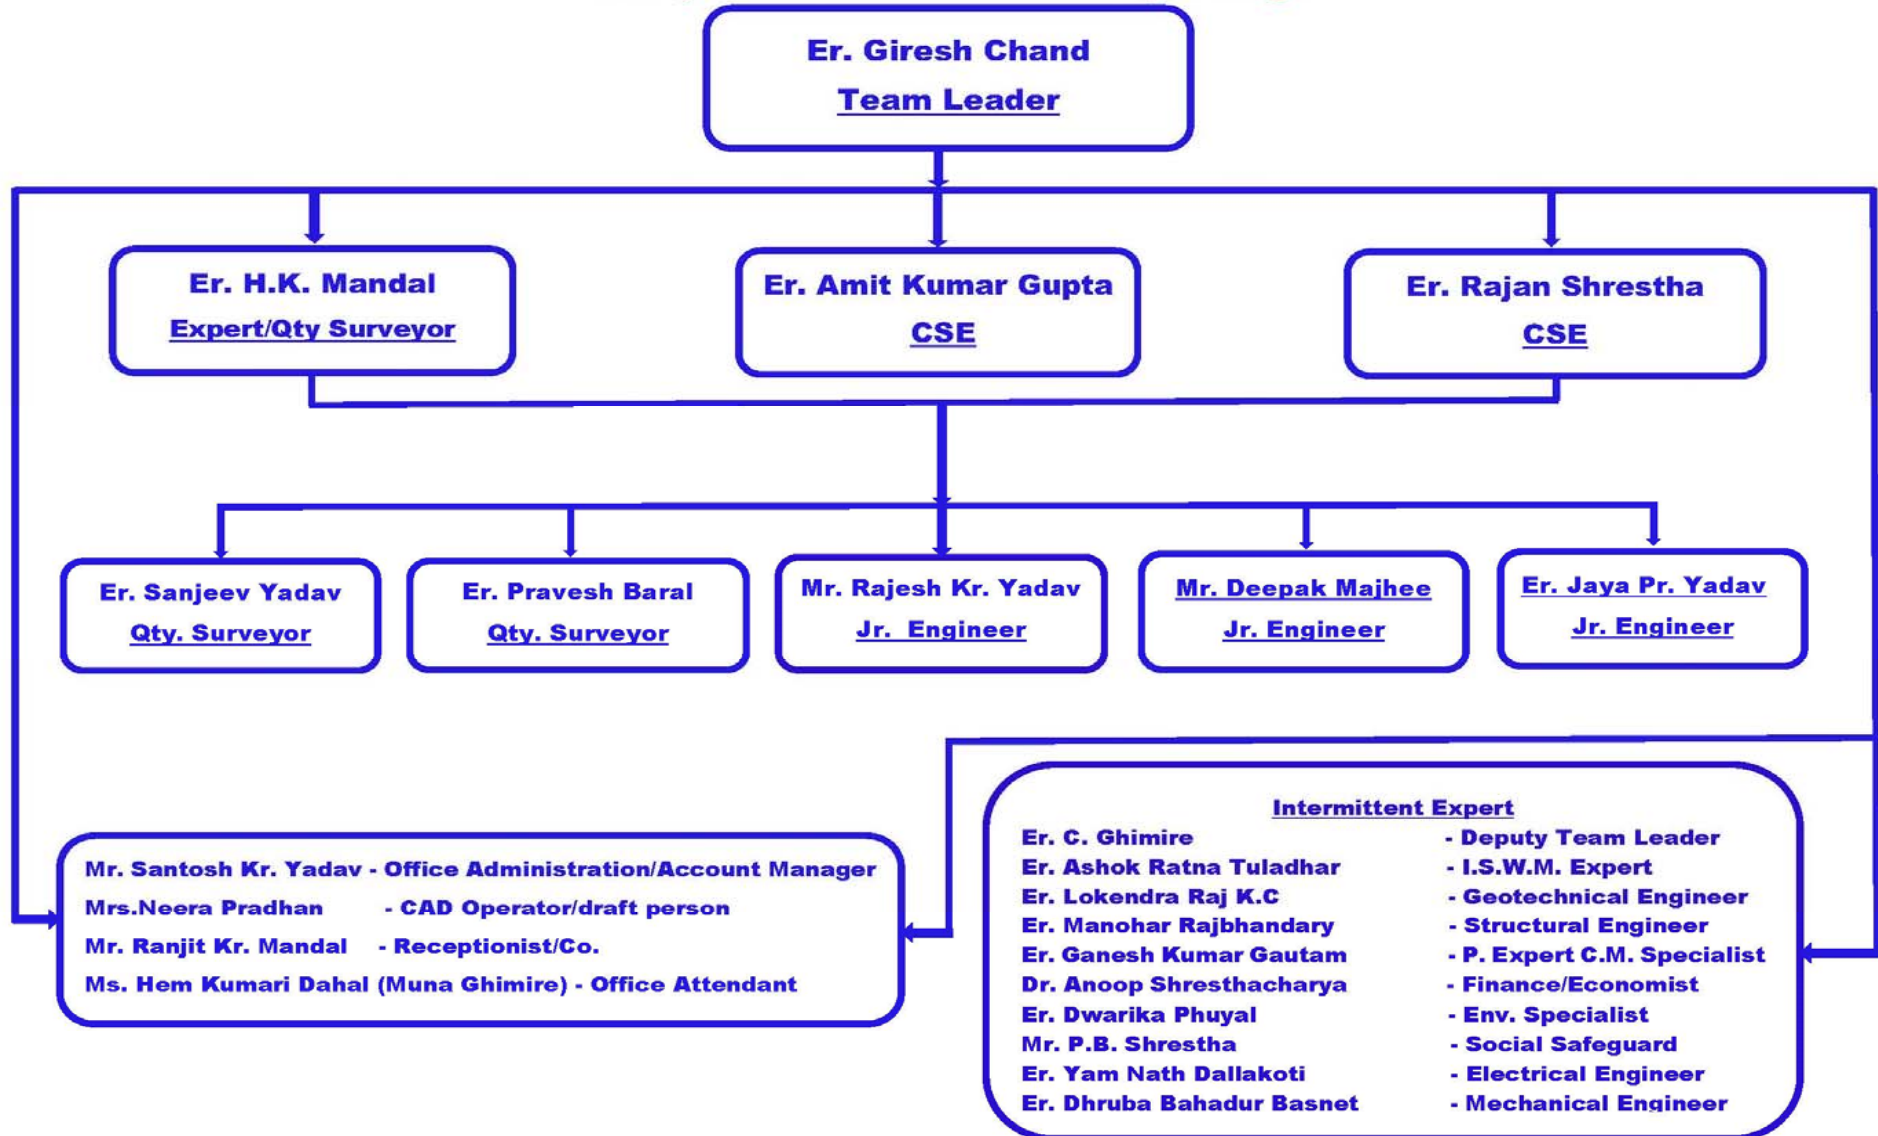 Er. Giresh Chand
Team Leader
Er. H.K. Mandal
Expert/Qty Surveyor
Er. Amit Kumar Gupta
CSE
Er. Rajan Shrestha
CSE
Er. Sanjeev Yadav
Qty. Surveyor
Er. Pravesh Baral
Qty. Surveyor
Mr. Rajesh Kr. Yadav
Jr. Engineer
Mr. Deepak Majhee
Jr. Engineer
Er. Jaya Pr. Yadav
Jr. Engineer
Mr. Santosh Kr. Yadav - Office Administration/Account Manager
Mrs.Neera Pradhan - CAD Operator/draft person
Mr. Ranjit Kr. Mandal - Receptionist/Co.
Ms. Hem Kumari Dahal (Muna Ghimire) - Office Attendant
Intermittent Expert
Er. C. Ghimire - Deputy Team Leader
Er. Ashok Ratna Tuladhar - I.S.W.M. Expert
Er. Lokendra Raj K.C - Geotechnical Engineer
Er. Manohar Rajbhandary - Structural Engineer
Er. Ganesh Kumar Gautam - P. Expert C.M. Specialist
Dr. Anoop Shresthacharya - Finance/Economist
Er. Dwarika Phuyal - Env. Specialist
Mr. P.B. Shrestha - Social Safeguard
Er. Yam Nath Dallakoti - Electrical Engineer
Er. Dhruba Bahadur Basnet - Mechanical Engineer